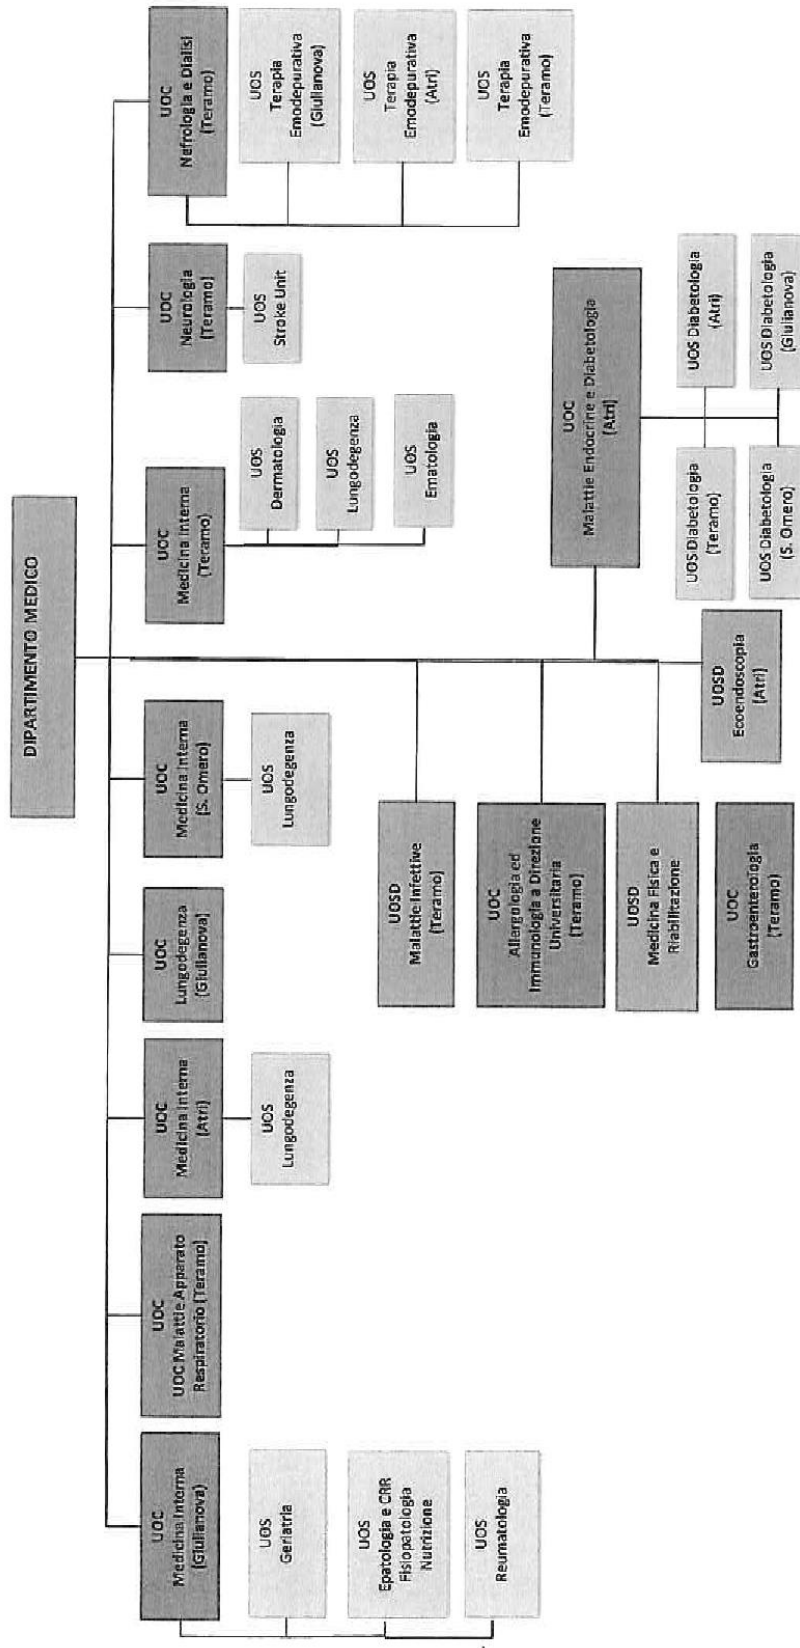 DIPARTIMENTO MEDICO
UOC
Medicina Interna
(Giulianova)
UOS
Geriatria
UOS
Epatologia e CRR
Fisiopatologia
Nutrizione
UOS
Reumatologia
UOC
UOC Malattie Apparato
Respiratorio (Teramo)
UOC
Medicina Interna
(Atri)
UOS
Lungodegenza
UOC
Lungodegenza
(Giulianova)
UOC
Medicina Interna
(S. Omero)
UOS
Lungodegenza
UOC
Medicina Interna
(Teramo)
UOS
Dermatologia
UOS
Lungodegenza
UOS
Ematologia
UOC
Neurologia
(Teramo)
UOS
Stroke Unit
UOC
Nefrologia e Dialisi
(Teramo)
UOS
Terapia
Emodepurativa
(Giulianova)
UOS
Terapia
Emodepurativa
(Atri)
UOS
Terapia
Emodepurativa
(Teramo)
UOSD
Malattie Infettive
(Teramo)
UOC
Allergologia ed
Immunologia a Direzione
Universitaria
(Teramo)
UOSD
Medicina Fisica e
Riabilitazione
UOC
Gastroenterologia
(Teramo)
UOSD
Ecoendoscopia
(Atri)
UOC
Malattie Endocrine e Diabetologia
(Atri)
UOS Diabetologia
(Teramo)
UOS Diabetologia
(Atri)
UOS Diabetologia
(S. Omero)
UOS Diabetologia
(Giulianova)